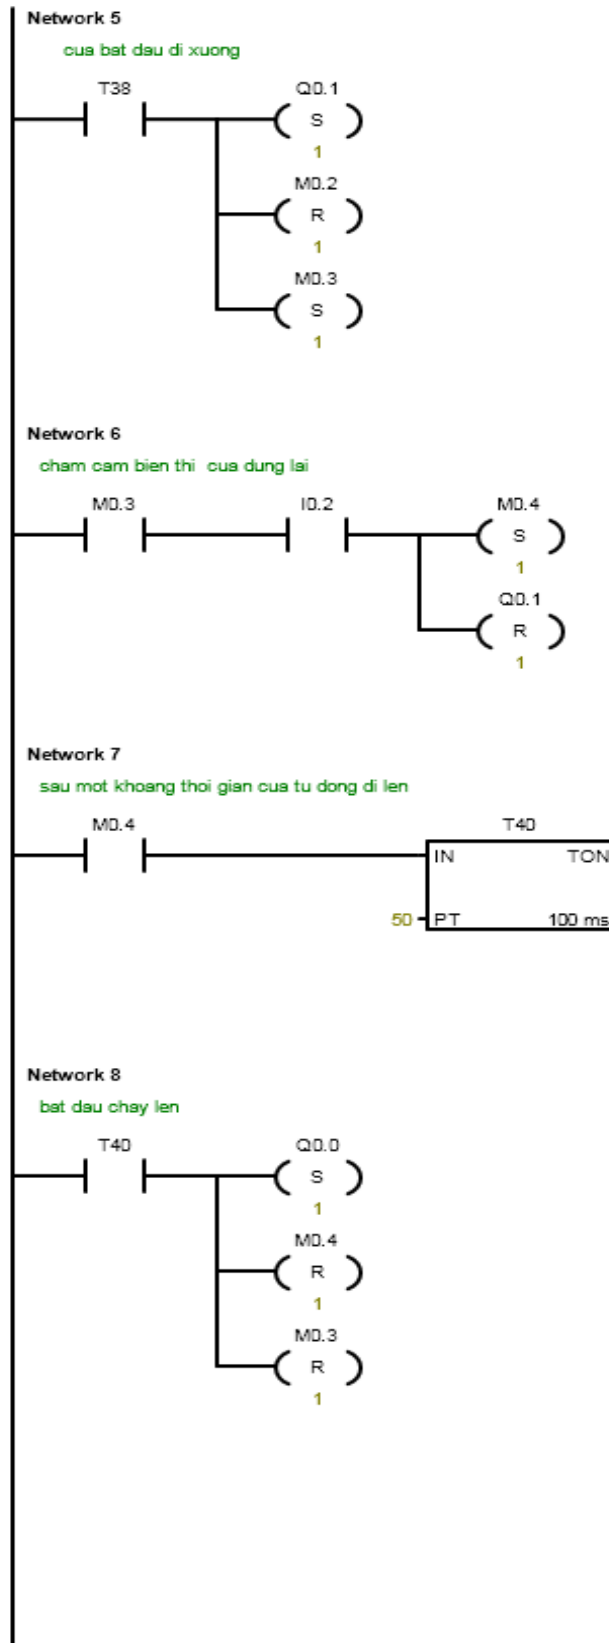 Network 5
cua bat dau di xuong
T38 Q0.1
S
1
M0.2
R
1
M0.3
S
1
Network 6
cham cam bien thi cua dung lai
M0.3 I0.2 M0.4
S
1
Q0.1
R
1
Network 7
sau mot khoang thoi gian cua tu dong di len
M0.4 T40
IN TON
50 PT 100 ms
Network 8
bat dau chay len
T40 Q0.0
S
1
M0.4
R
1
M0.3
R
1